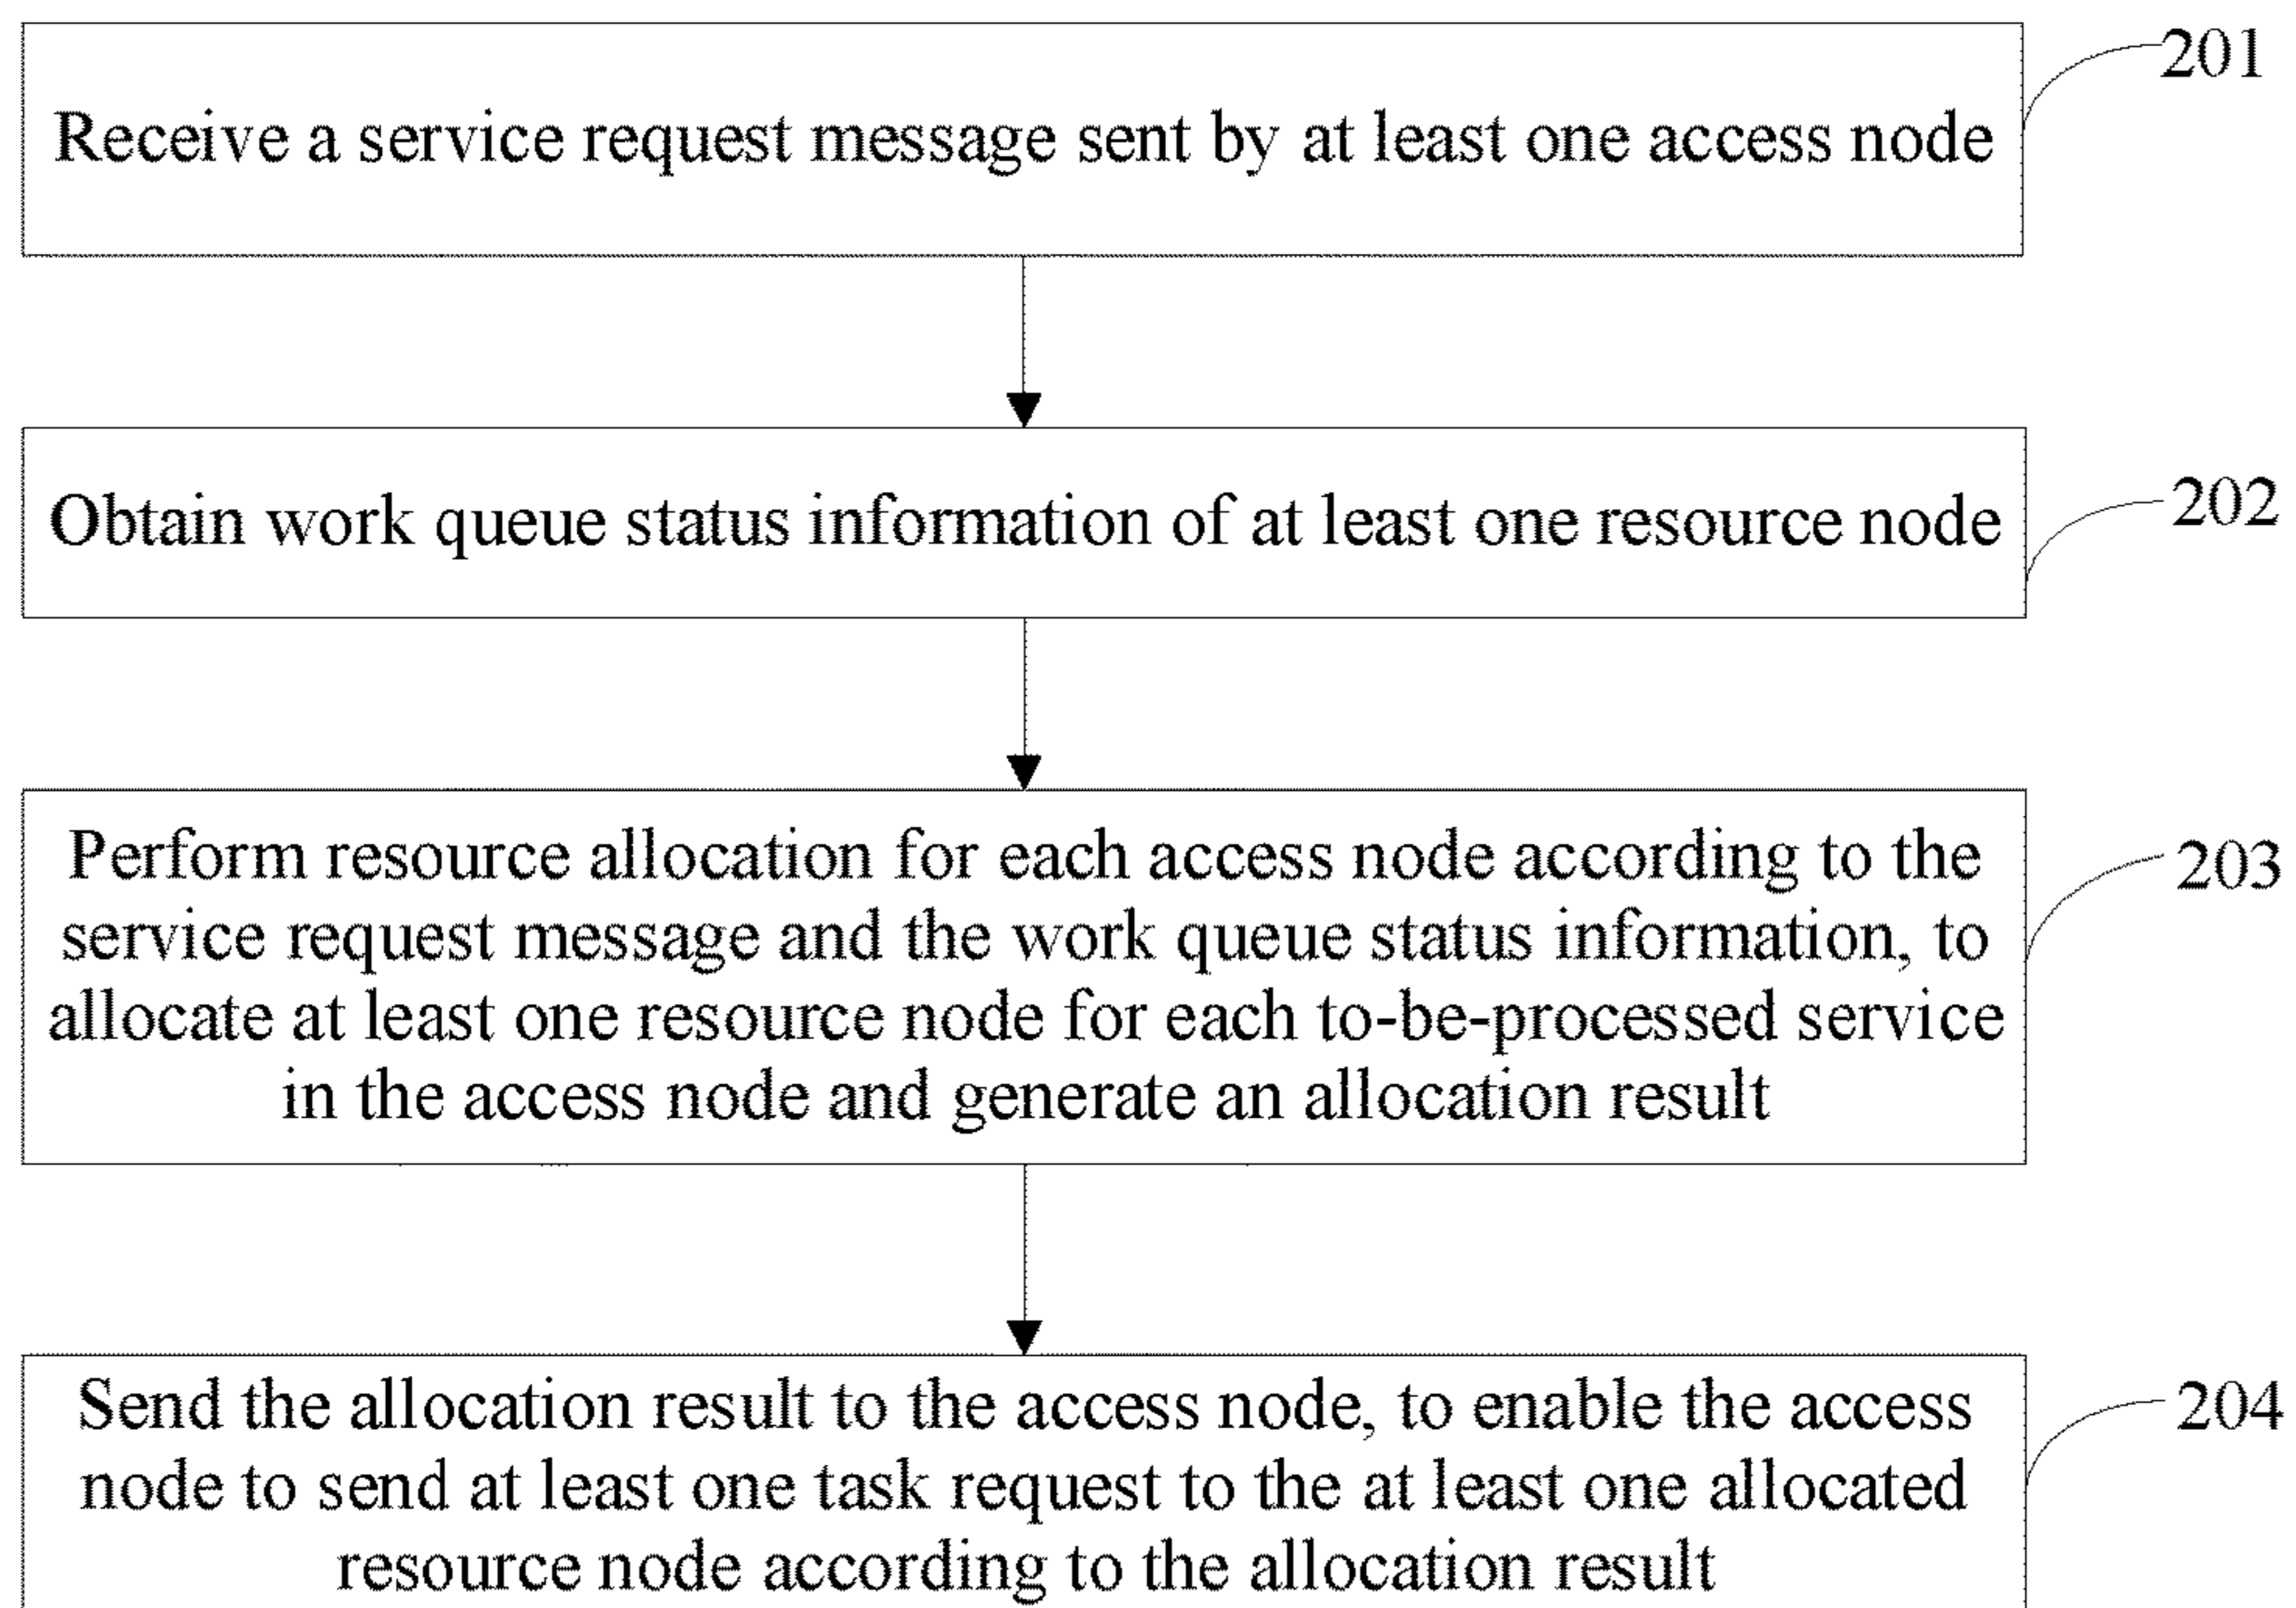 201
Receive a service request message sent by at least one access node
202
Obtain work queue status information of at least one resource node
203
Perform resource allocation for each access node according to the
service request message and the work queue status information, to
allocate at least one resource node for each to-be-processed service
in the access node and generate an allocation result
204
Send the allocation result to the access node, to enable the access
node to send at least one task request to the at least one allocated
resource node according to the allocation result